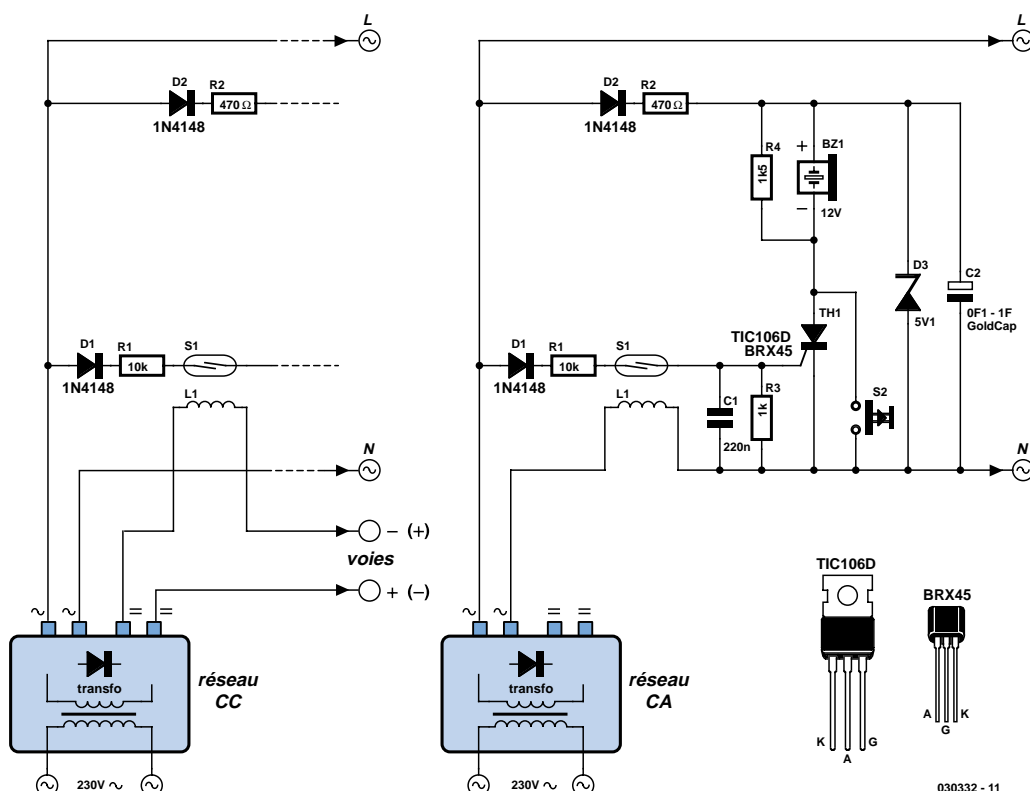 L
D2
R2
470 Ω
1N4148
D1
R1
10k
S1
1N4148
L1
N
− (+)
voies
+ (−)
~
~
=
=
transfo
réseau
CC
230V ~
L
D2
R2
470 Ω
1N4148
R4
1k5
+
BZ1
−
12V
D3
5V1
C2
0F1 - 1F
GoldCap
TH1
TIC106D
BRX45
D1
R1
10k
S1
1N4148
L1
C1
220n
R3
1k
S2
N
~
~
=
=
transfo
réseau
CA
230V ~
TIC106D
K
A
G
BRX45
A
G
K
030332 - 11